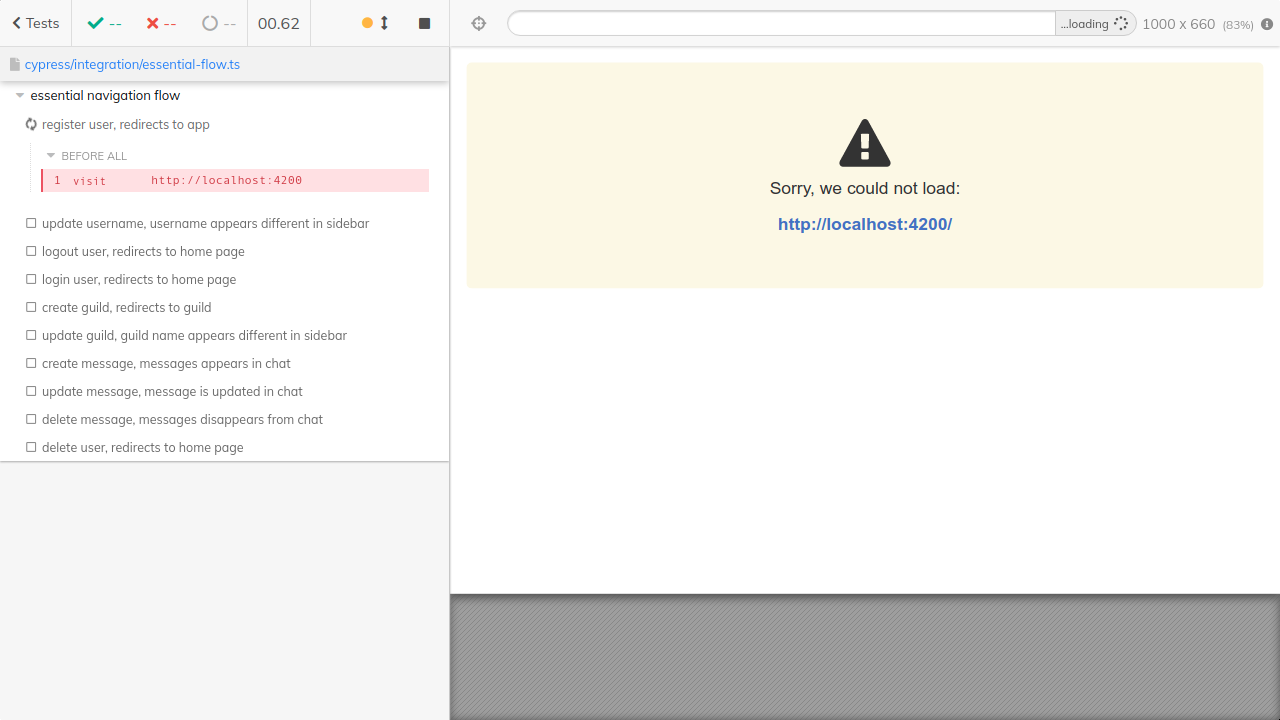 Tests
--
--
--
00.62
...loading
1000 x 660 (83%)
cypress/integration/essential-flow.ts
essential navigation flow
register user, redirects to app
BEFORE ALL
1 visit http://localhost:4200
update username, username appears different in sidebar
logout user, redirects to home page
login user, redirects to home page
create guild, redirects to guild
update guild, guild name appears different in sidebar
create message, messages appears in chat
update message, message is updated in chat
delete message, messages disappears from chat
delete user, redirects to home page
Sorry, we could not load:
http://localhost:4200/